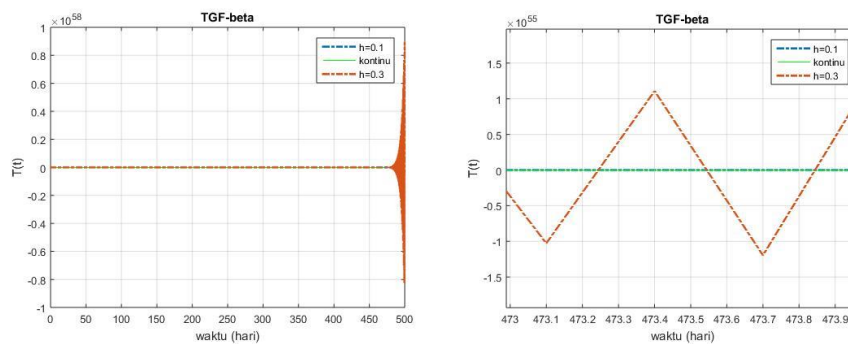 TGF-beta
×10^58
1
0.8
0.6
0.4
0.2
0
-0.2
-0.4
-0.6
-0.8
-1
T(t)
h=0.1
kontinu
h=0.3
0 50 100 150 200 250 300 350 400 450 500
waktu (hari)
TGF-beta
×10^55
1.5
1
0.5
0
-0.5
-1
-1.5
T(t)
h=0.1
kontinu
h=0.3
473 473.1 473.2 473.3 473.4 473.5 473.6 473.7 473.8 473.9
waktu (hari)